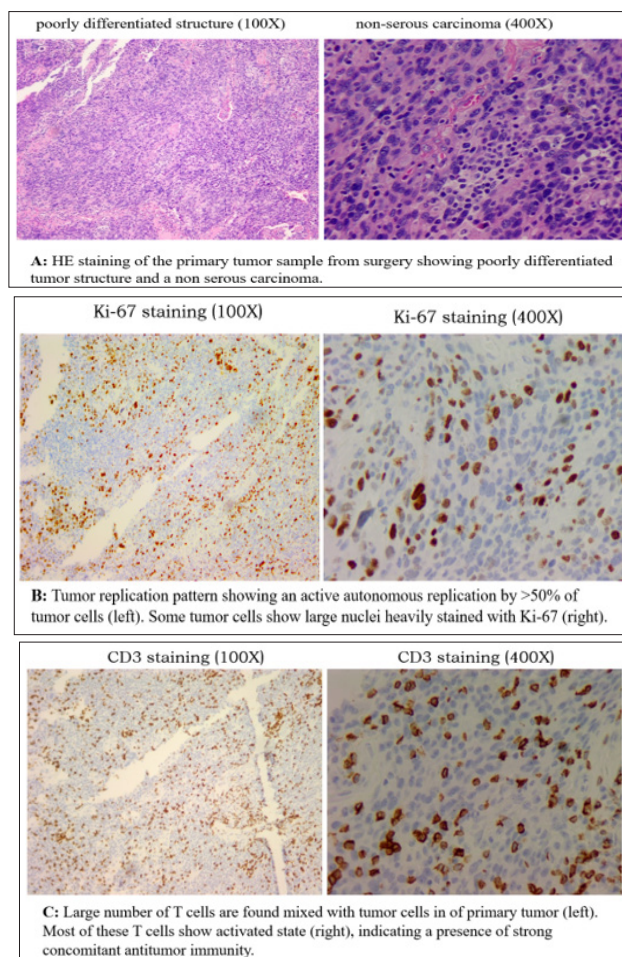 poorly differentiated structure (100X) non-serous carcinoma (400X)
A: HE staining of the primary tumor sample from surgery showing poorly differentiated
tumor structure and a non serous carcinoma.
Ki-67 staining (100X) Ki-67 staining (400X)
B: Tumor replication pattern showing an active autonomous replication by >50% of
tumor cells (left). Some tumor cells show large nuclei heavily stained with Ki-67 (right).
CD3 staining (100X) CD3 staining (400X)
C: Large number of T cells are found mixed with tumor cells in of primary tumor (left).
Most of these T cells show activated state (right), indicating a presence of strong
concomitant antitumor immunity.